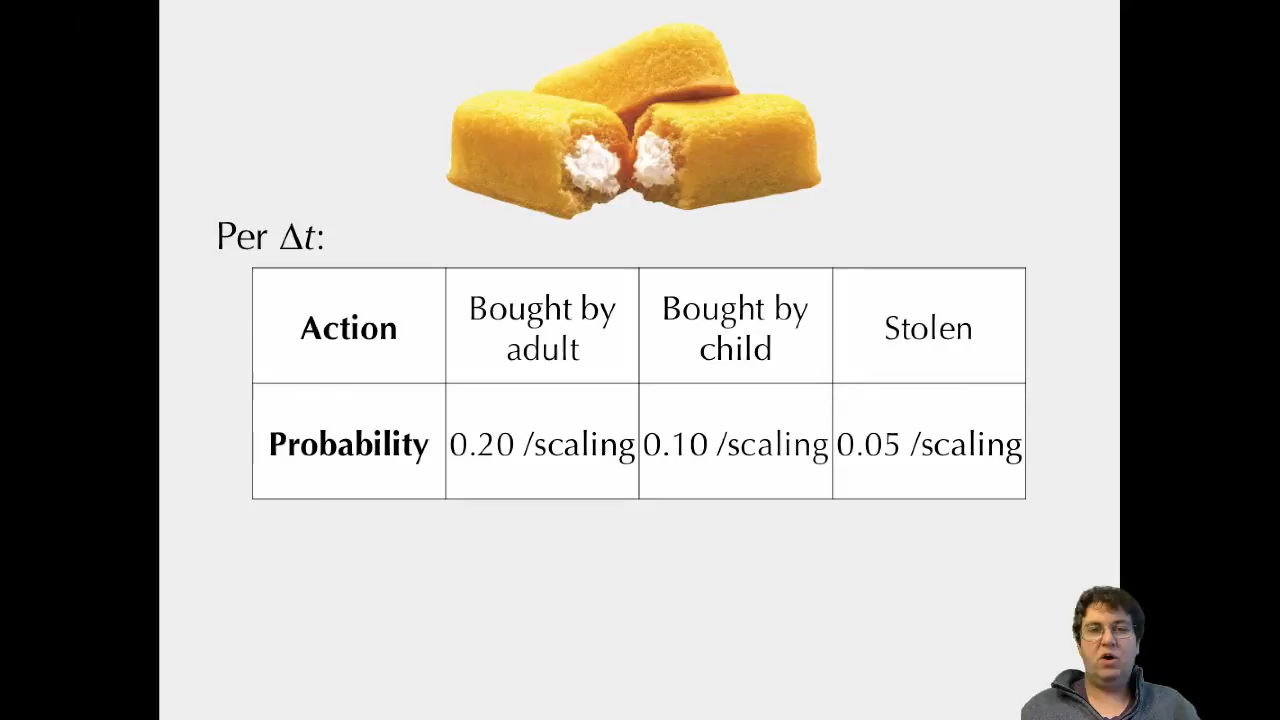 Per Δt:
Action
Bought by
adult
Bought by
child
Stolen
Probability
0.20 /scaling
0.10 /scaling
0.05 /scaling